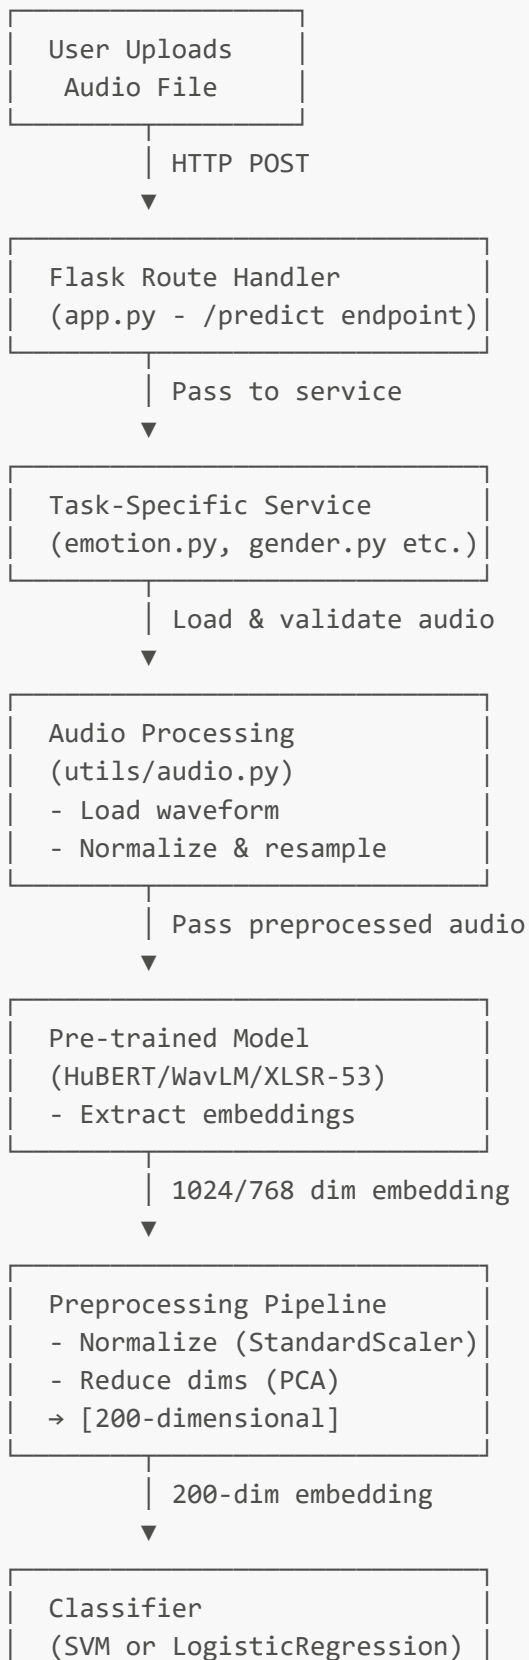 User Uploads
Audio File
HTTP POST
Flask Route Handler
(app.py - /predict endpoint)
Pass to service
Task-Specific Service
(emotion.py, gender.py etc.)
Load & validate audio
Audio Processing
(utils/audio.py)
- Load waveform
- Normalize & resample
Pass preprocessed audio
Pre-trained Model
(HuBERT/WavLM/XLSR-53)
- Extract embeddings
1024/768 dim embedding
Preprocessing Pipeline
- Normalize (StandardScaler)
- Reduce dims (PCA)
→ [200-dimensional]
200-dim embedding
Classifier
(SVM or LogisticRegression)